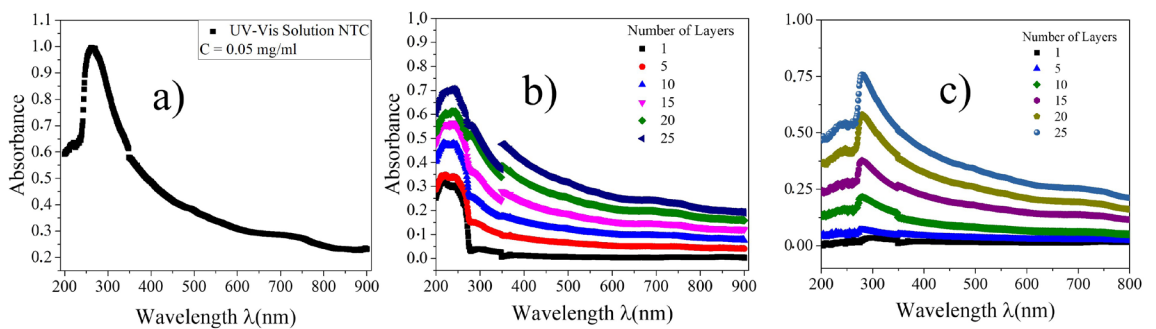 1.1
1.0
0.9
0.8
0.7
0.6
0.5
0.4
0.3
0.2
Absorbance
UV-Vis Solution NTC
C = 0.05 mg/ml
a)
200 300 400 500 600 700 800 900
Wavelength λ(nm)
1.0
0.9
0.8
0.7
0.6
0.5
0.4
0.3
0.2
0.1
0.0
Absorbance
Number of Layers
1
5
10
15
20
25
b)
200 300 400 500 600 700 800 900
Wavelength λ(nm)
1.00
0.75
0.50
0.25
0.00
Absorbance
Number of Layers
1
5
10
15
20
25
c)
200 300 400 500 600 700 800
Wavelength λ(nm)